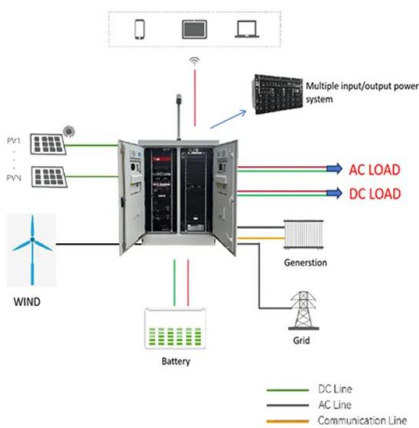 Multiple input/output power
system
PV1
PVN
AC LOAD
DC LOAD
WIND
Generstion
Grid
Battery
DC Line
AC Line
Communication Line